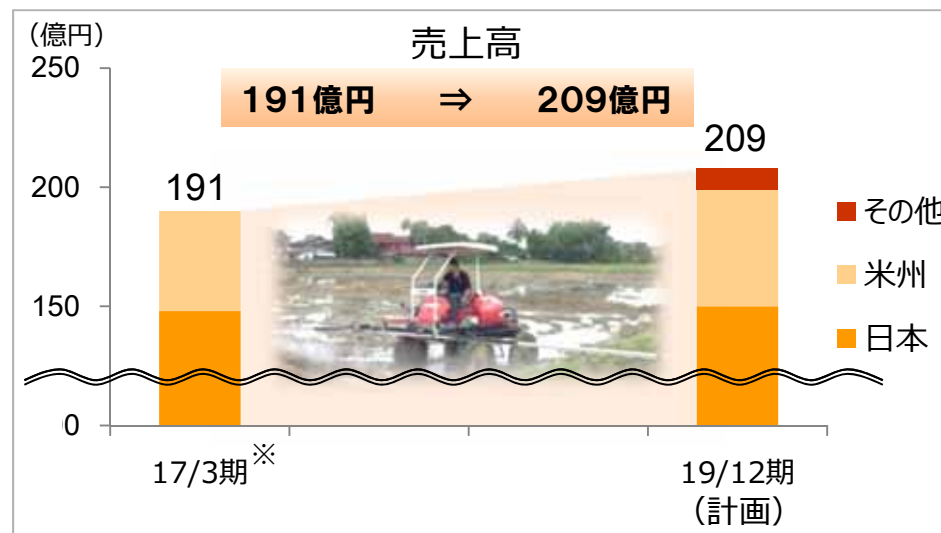 (億円)
売上高
191億円 ⇒ 209億円
250
200
150
0
191
209
その他
米州
日本
17/3期※
19/12期
(計画)